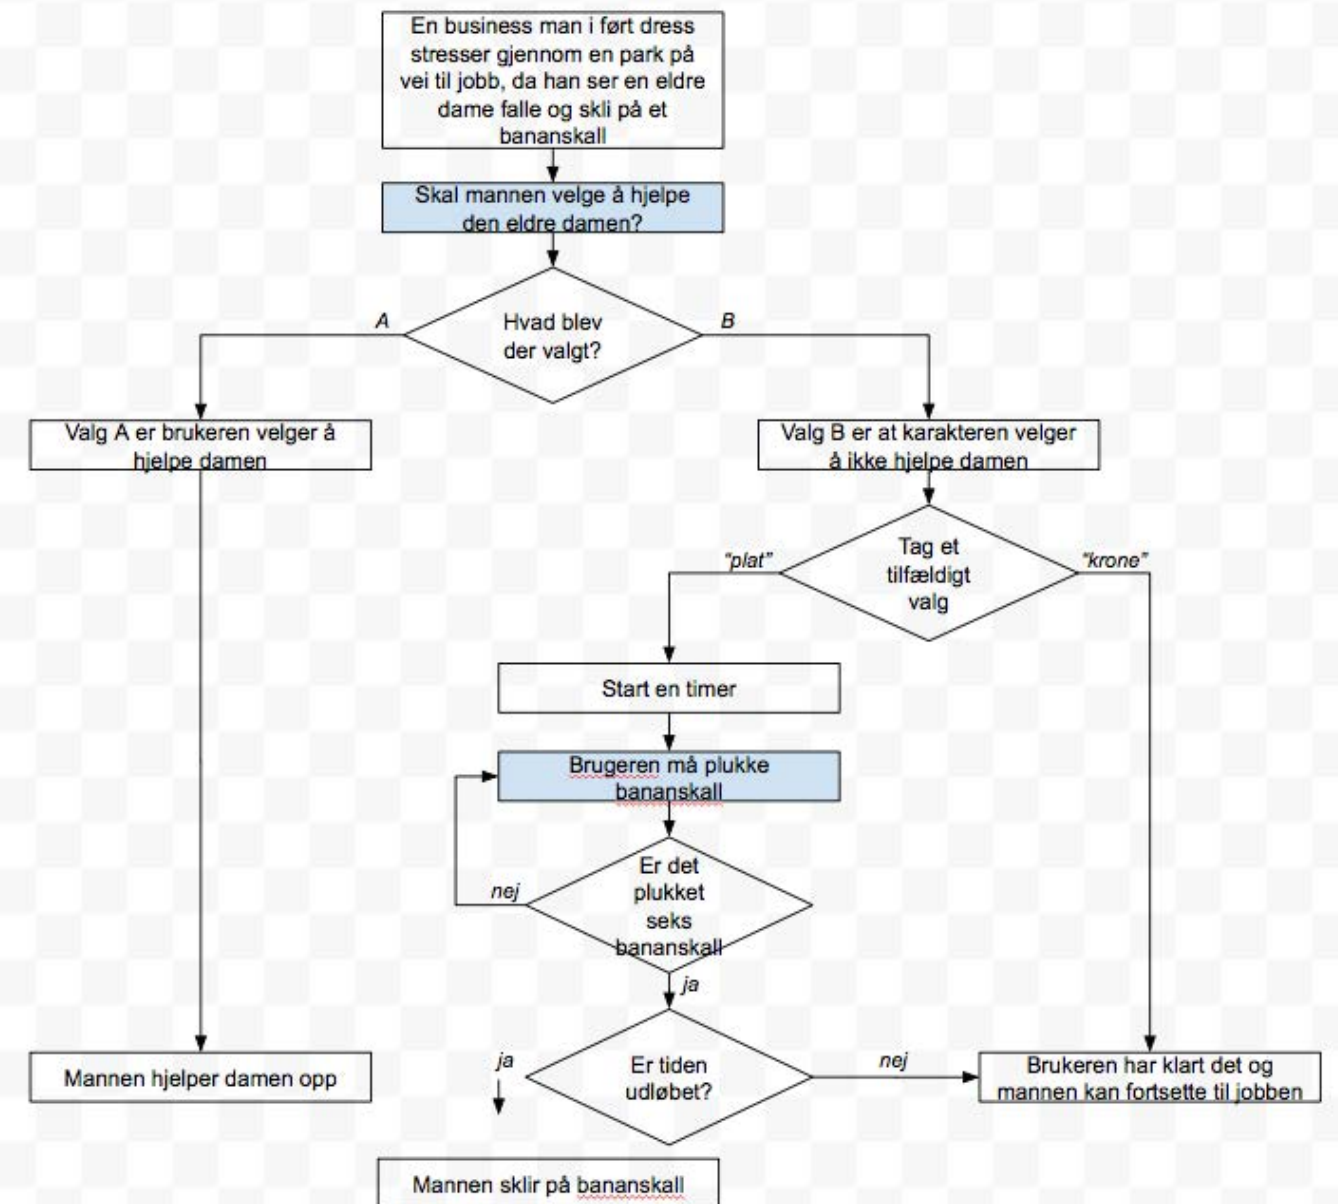 En business man i ført dress
stresser gjennom en park på
vei til jobb, da han ser en eldre
dame falle og skli på et
bananskall
Skal mannen velge å hjelpe
den eldre damen?
A
Hvad blev
der valgt?
B
Valg A er brukeren velger å
hjelpe damen
Valg B er at karakteren velger
å ikke hjelpe damen
“plat”
Tag et
tilfældigt
valg
“krone”
Start en timer
Brugeren må plukke
bananskall
Er det
plukket
seks
bananskall
nej
ja
Mannen hjelper damen opp
ja
Er tiden
udløbet?
nej
Brukeren har klart det og
mannen kan fortsette til jobben
Mannen sklir på bananskall